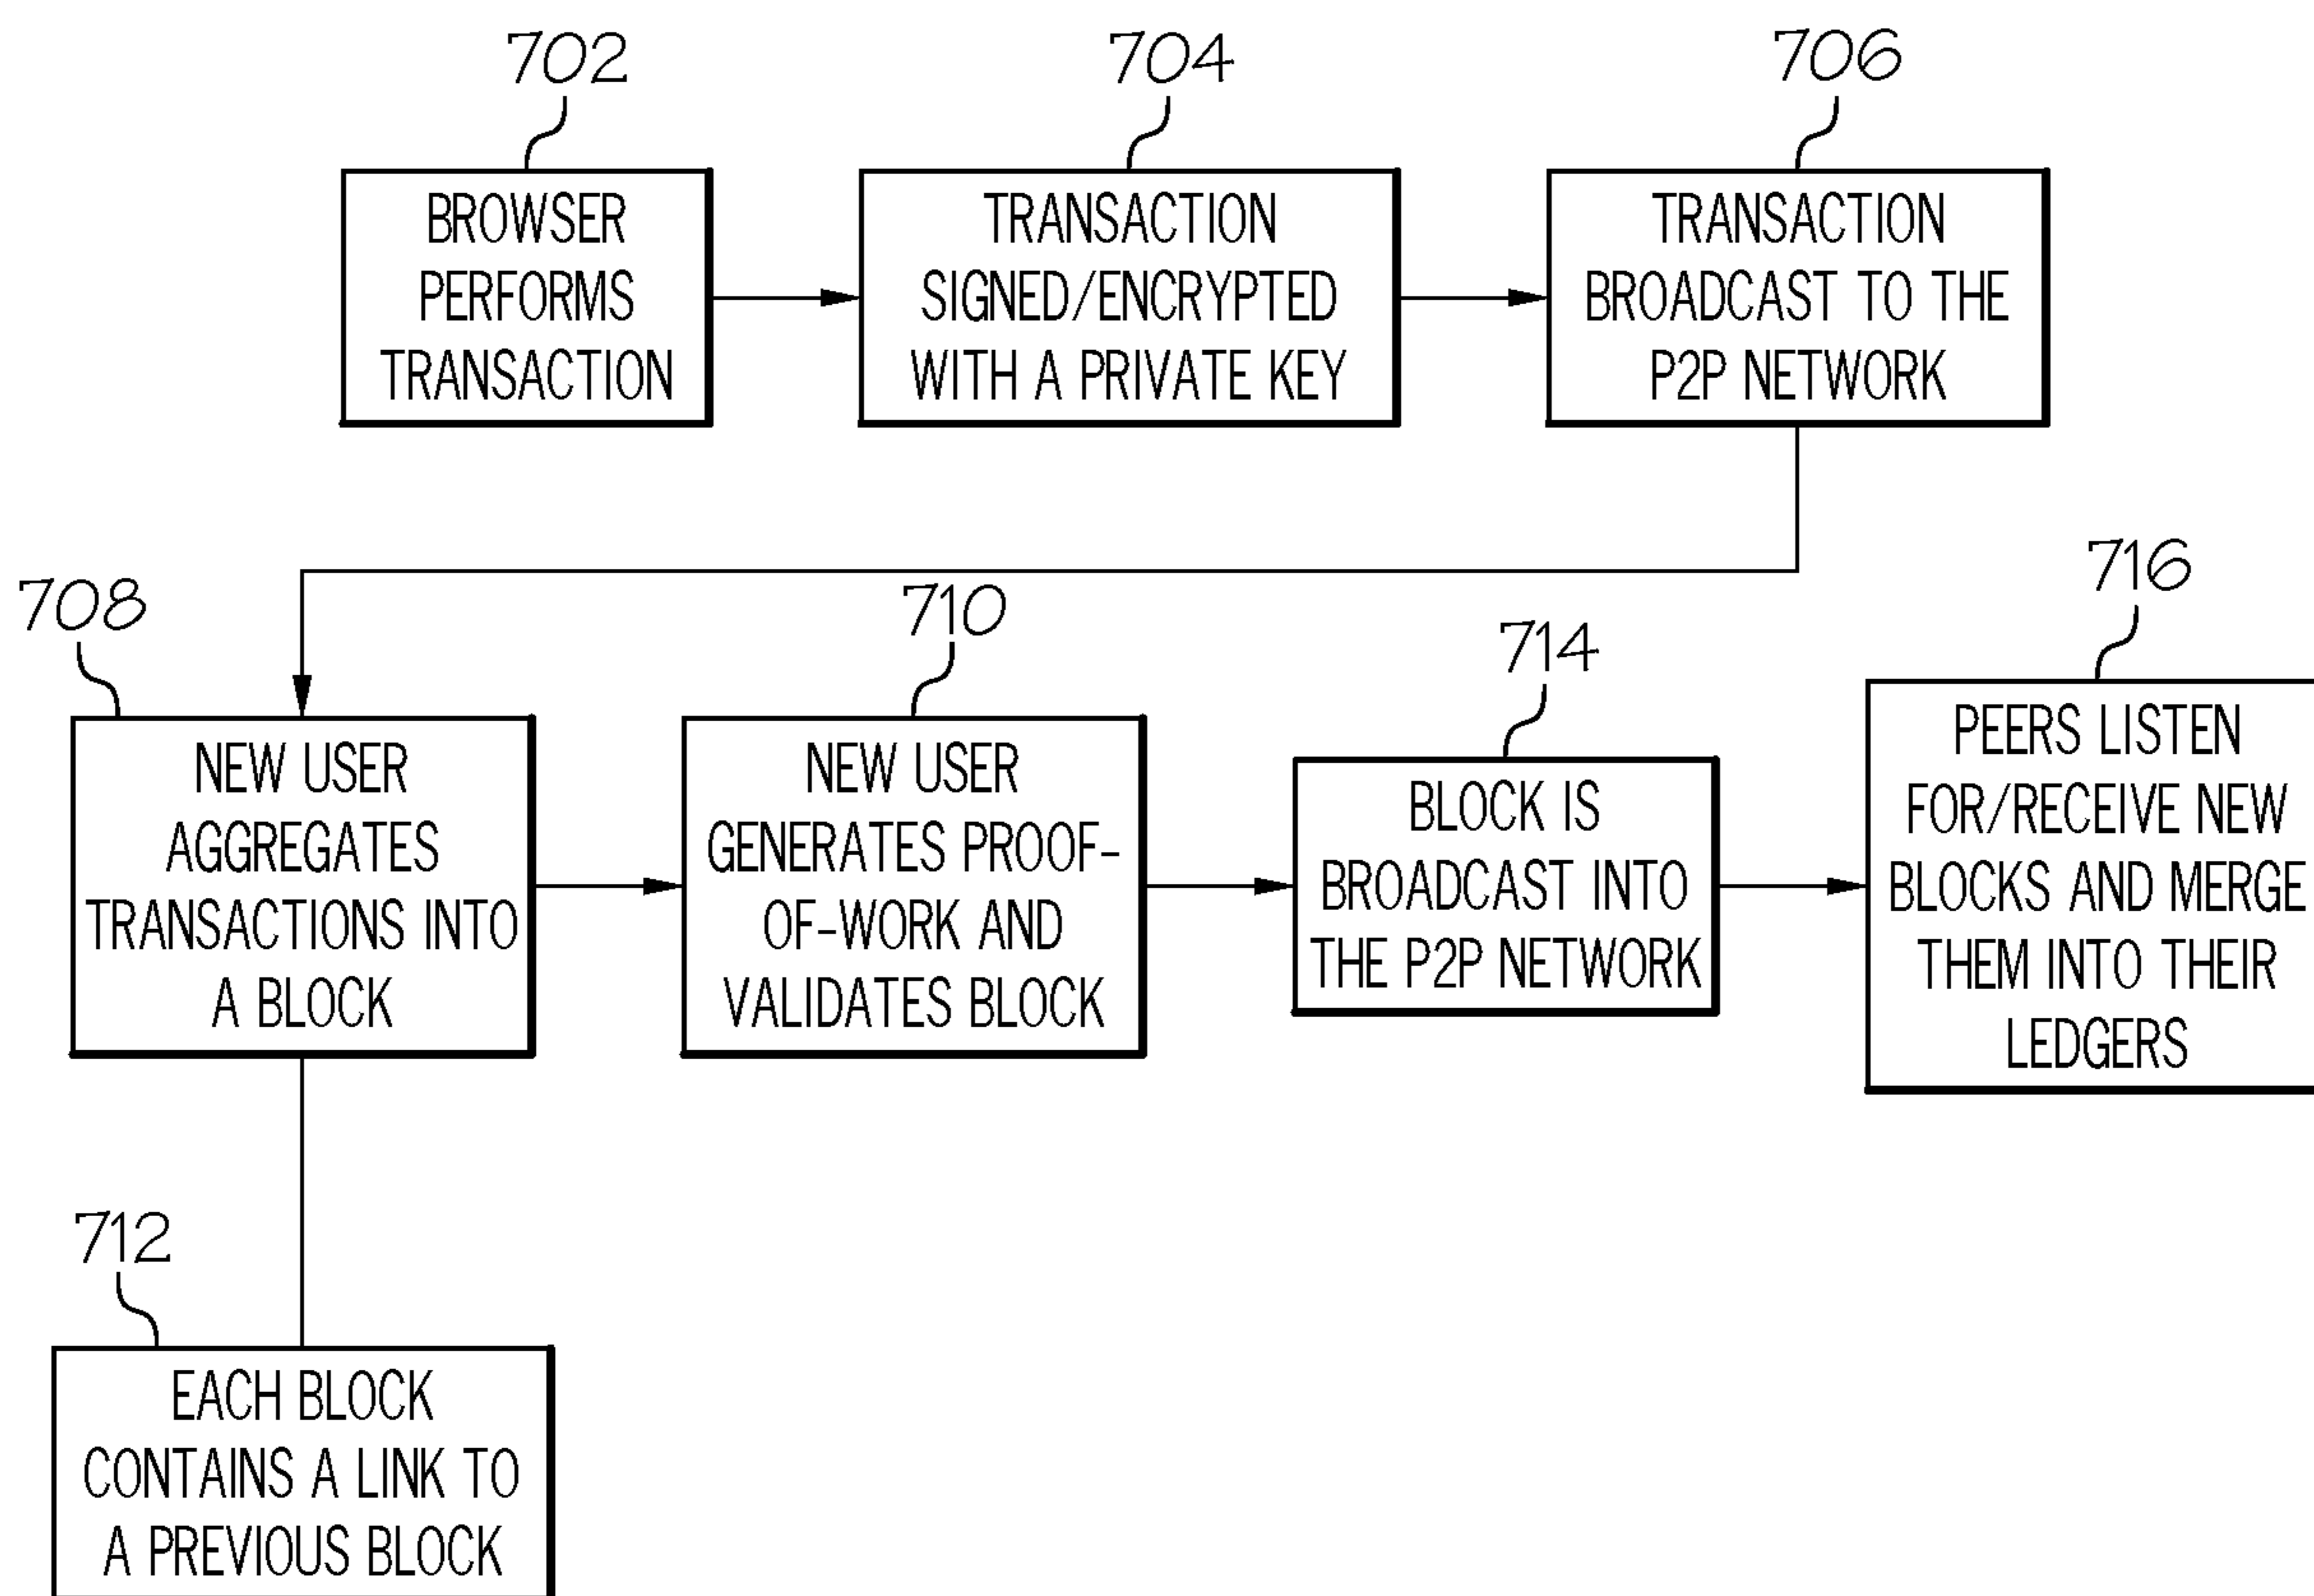 702
BROWSER
PERFORMS
TRANSACTION
704
TRANSACTION
SIGNED/ENCRYPTED
WITH A PRIVATE KEY
706
TRANSACTION
BROADCAST TO THE
P2P NETWORK
708
NEW USER
AGGREGATES
TRANSACTIONS INTO
A BLOCK
710
NEW USER
GENERATES PROOF-
OF-WORK AND
VALIDATES BLOCK
714
BLOCK IS
BROADCAST INTO
THE P2P NETWORK
716
PEERS LISTEN
FOR/RECEIVE NEW
BLOCKS AND MERGE
THEM INTO THEIR
LEDGERS
712
EACH BLOCK
CONTAINS A LINK TO
A PREVIOUS BLOCK